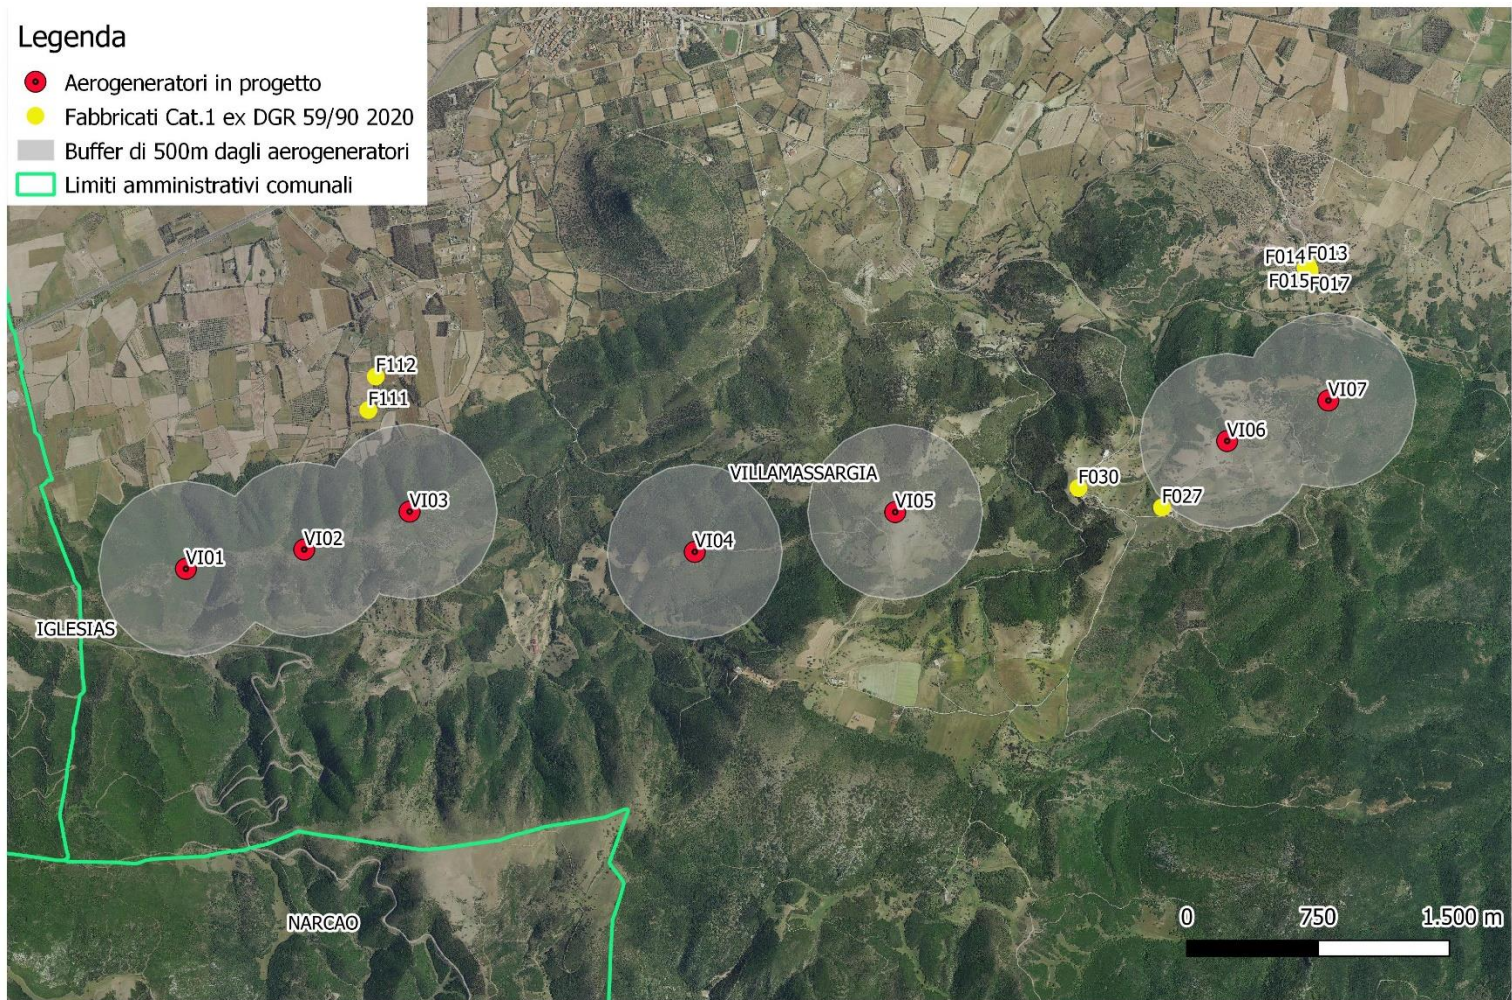 Legenda
Aerogeneratori in progetto
Fabbricati Cat.1 ex DGR 59/90 2020
Buffer di 500m dagli aerogeneratori
Limiti amministrativi comunali
F014 F013
F015 F017
F112
F111
VI07
VI06
VILLAMASSARGIA
F030
F027
VI03
VI05
VI02
VI04
VI01
IGLESIAS
NARCAO
0 750 1.500 m